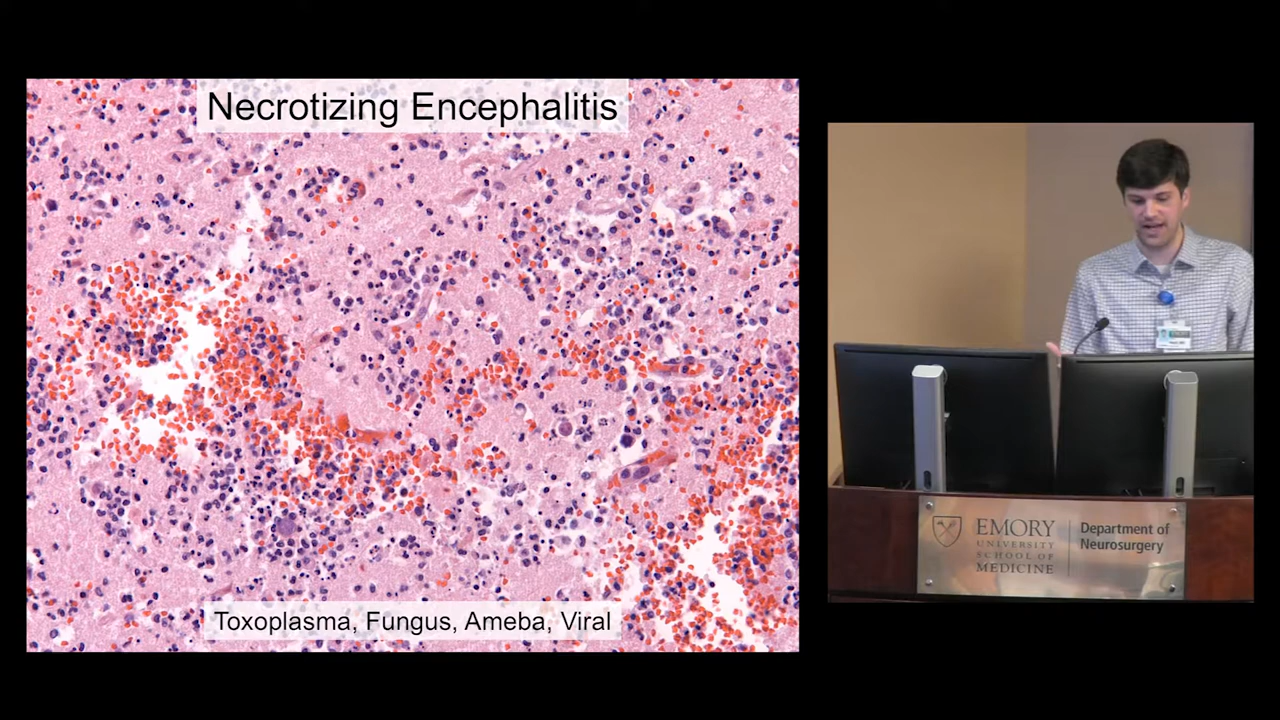 Necrotizing Encephalitis
Toxoplasma, Fungus, Ameba, Viral
EMORY
UNIVERSITY
SCHOOL OF
MEDICINE
Department of
Neurosurgery